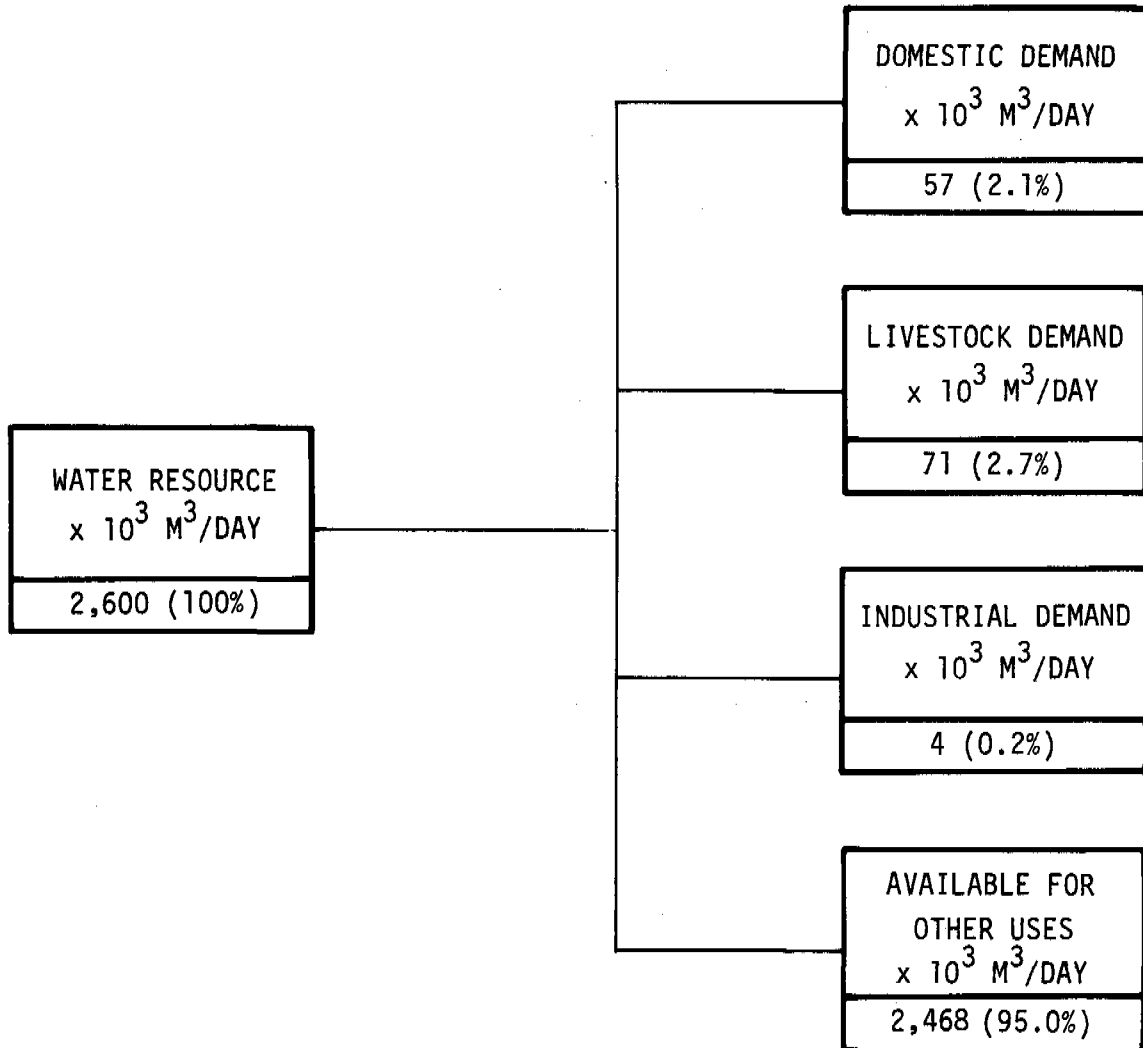 WATER RESOURCE
x 10³ M³/DAY
2,600 (100%)
DOMESTIC DEMAND
x 10³ M³/DAY
57 (2.1%)
LIVESTOCK DEMAND
x 10³ M³/DAY
71 (2.7%)
INDUSTRIAL DEMAND
x 10³ M³/DAY
4 (0.2%)
AVAILABLE FOR
OTHER USES
x 10³ M³/DAY
2,468 (95.0%)